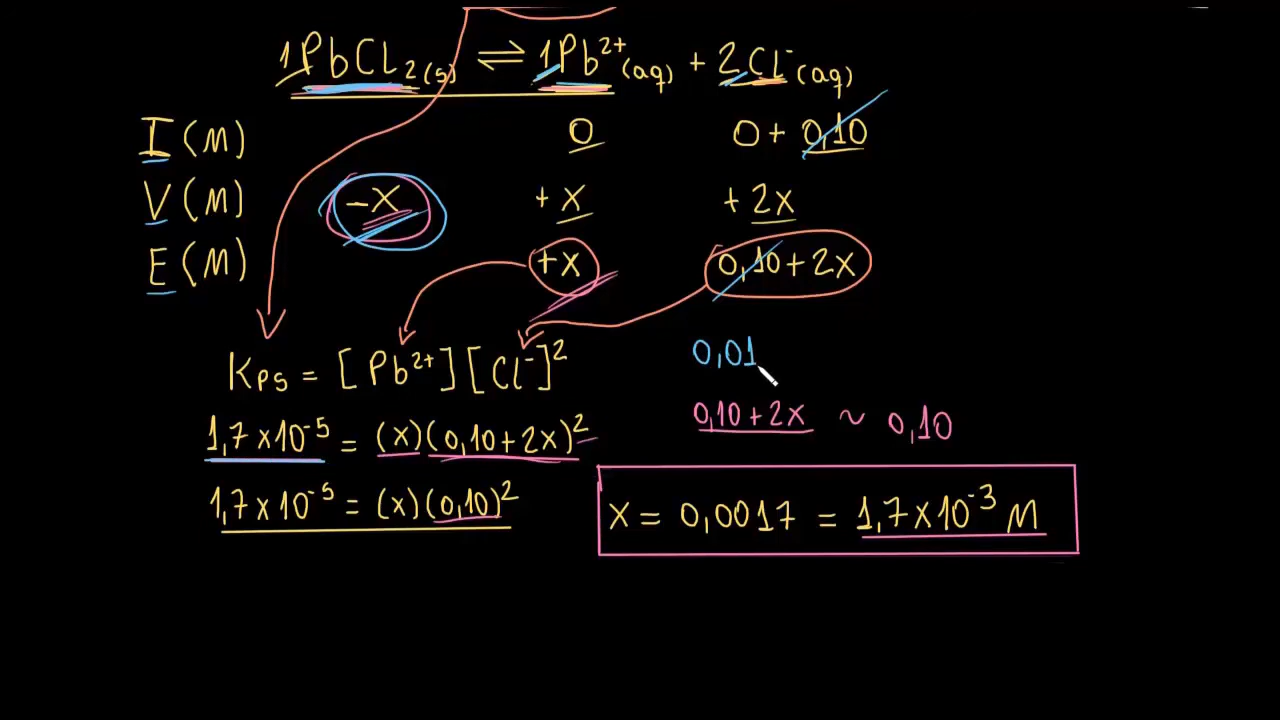 1PbCl₂(s) ⇌ 1Pb²⁺(aq) + 2Cl⁻(aq)
I (M) 0 0 + 0,10
V (M) -X + X + 2X
E (M) +X 0,10+2X
Kps = [Pb²⁺][Cl⁻]²
0,01
1,7x10⁻⁵ = (x)(0,10+2x)²
0,10+2X ~ 0,10
1,7x10⁻⁵ = (x)(0,10)²
X = 0,0017 = 1,7x10⁻³ M